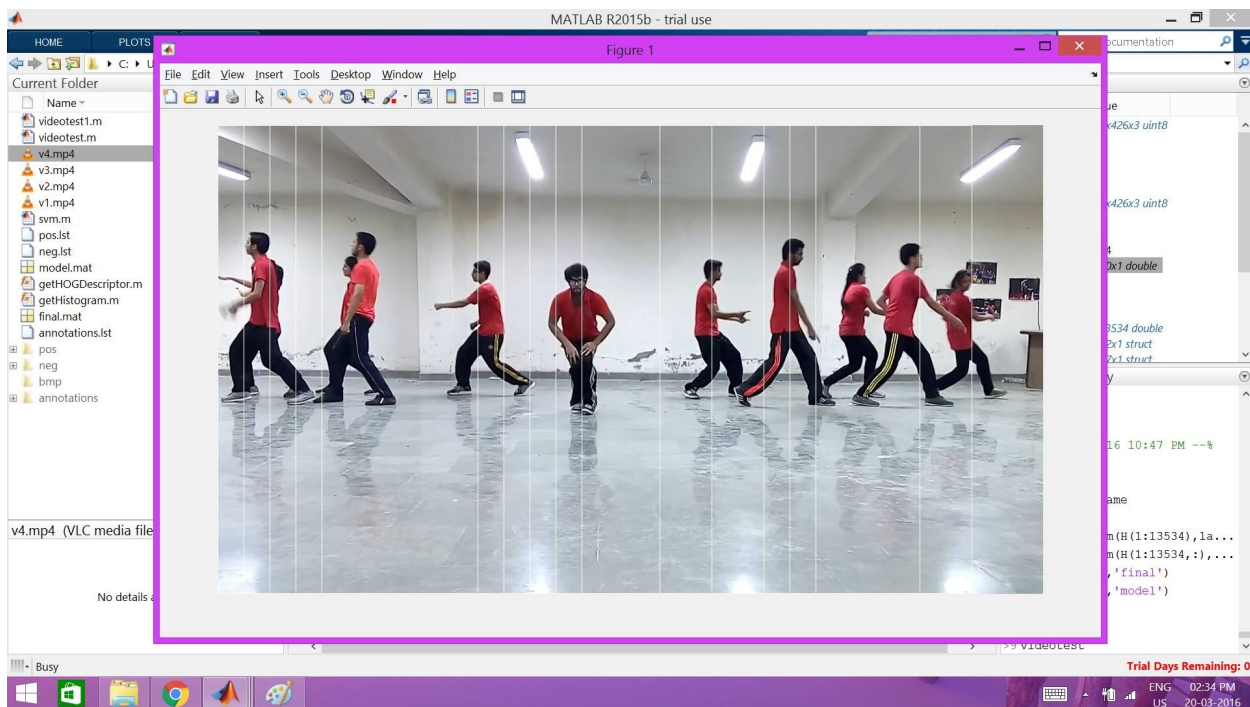 MATLAB R2015b - trial use
HOME PLOTS
ocumentation
C: U
Current Folder
Name
videotest1.m
videotest.m
v4.mp4
v3.mp4
v2.mp4
v1.mp4
svm.m
pos.lst
neg.lst
model.mat
getHOGDescriptor.m
getHistogram.m
final.mat
annotations.lst
pos
neg
bmp
annotations
v4.mp4 (VLC media file
No details a
Figure 1
File Edit View Insert Tools Desktop Window Help
ue
x426x3 uint8
x426x3 uint8
4
0x1 double
3534 double
2x1 struct
7x1 struct
y
16 10:47 PM --%
ame
m(H(1:13534),la...
m(H(1:13534,:),...
,'final')
,'model')
videotest
Busy
Trial Days Remaining: 0
ENG 02:34 PM
US 20-03-2016